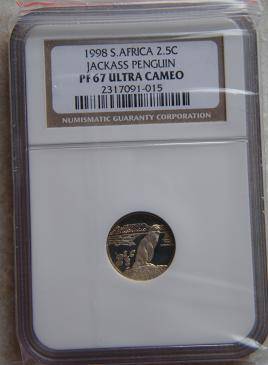 1998 S.AFRICA 2.5C
JACKASS PENGUIN
PF 67 ULTRA CAMEO
2317091-015
NUMISMATIC GUARANTY CORPORATION